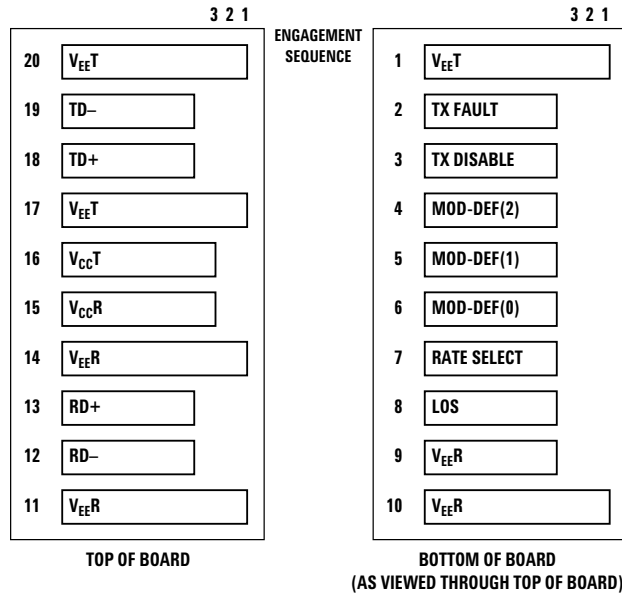 3 2 1
ENGAGEMENT
SEQUENCE
3 2 1
20 VEET
19 TD–
18 TD+
17 VEET
16 VCCT
15 VCCR
14 VEER
13 RD+
12 RD–
11 VEER
TOP OF BOARD
1 VEET
2 TX FAULT
3 TX DISABLE
4 MOD-DEF(2)
5 MOD-DEF(1)
6 MOD-DEF(0)
7 RATE SELECT
8 LOS
9 VEER
10 VEER
BOTTOM OF BOARD
(AS VIEWED THROUGH TOP OF BOARD)